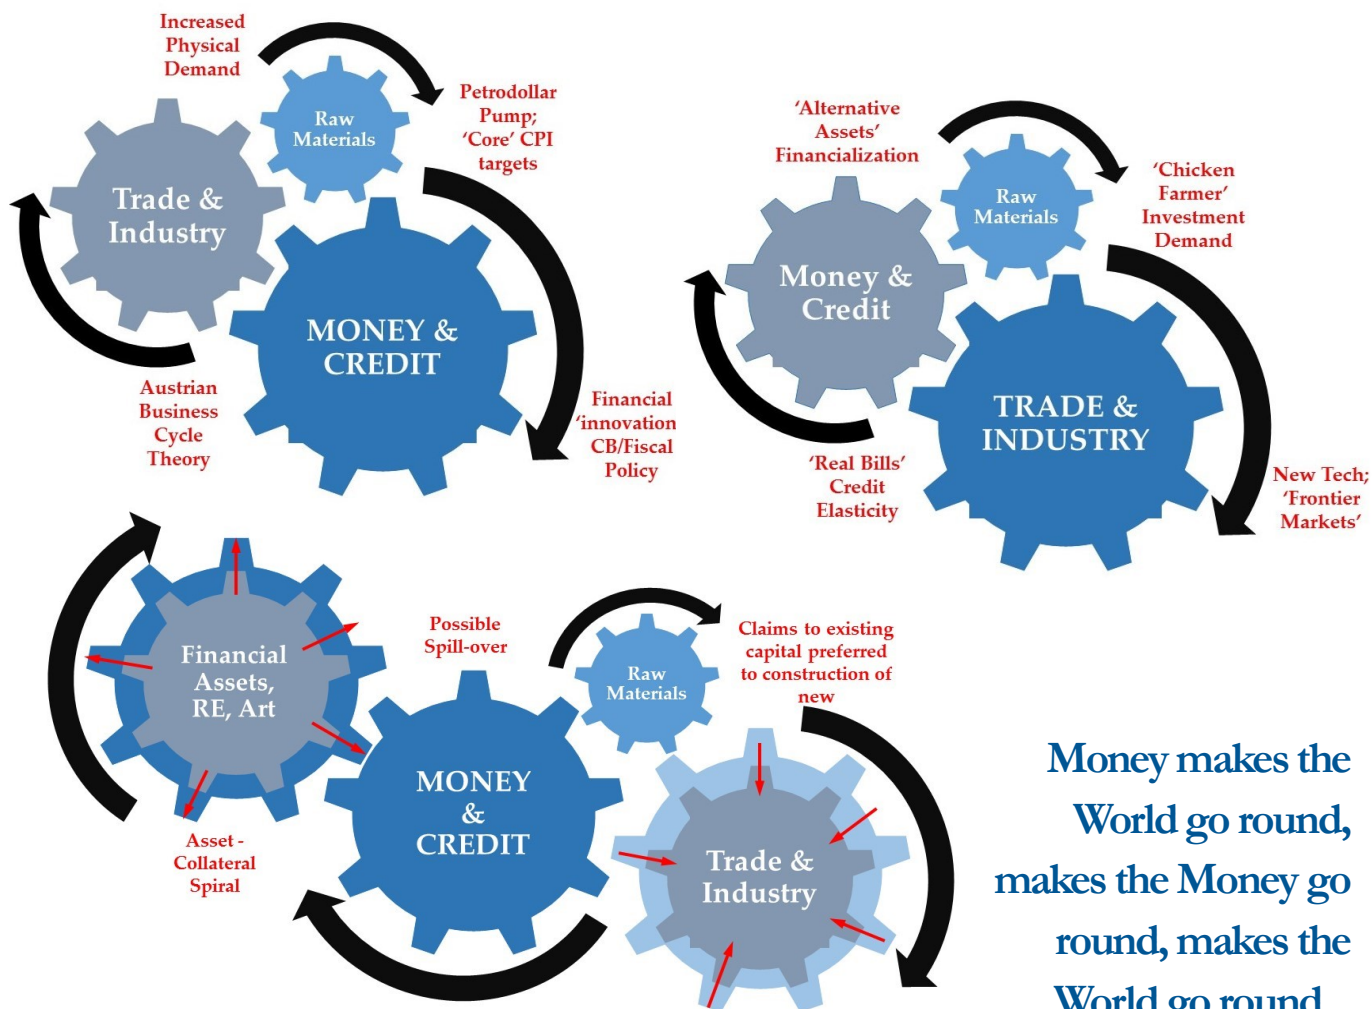 Increased
Physical
Demand
Raw
Materials
Petrodollar
Pump;
‘Core’ CPI
targets
Trade &
Industry
MONEY &
CREDIT
Austrian
Business
Cycle
Theory
Financial
‘innovation
CB/Fiscal
Policy
‘Alternative
Assets’
Financialization
Raw
Materials
‘Chicken
Farmer’
Investment
Demand
Money &
Credit
TRADE &
INDUSTRY
‘Real Bills’
Credit
Elasticity
New Tech;
‘Frontier
Markets’
Financial
Assets,
RE, Art
Possible
Spill-over
Raw
Materials
Claims to existing
capital preferred
to construction of
new
MONEY
&
CREDIT
Asset -
Collateral
Spiral
Trade &
Industry
Money makes the
World go round,
makes the Money go
round, makes the
World go round